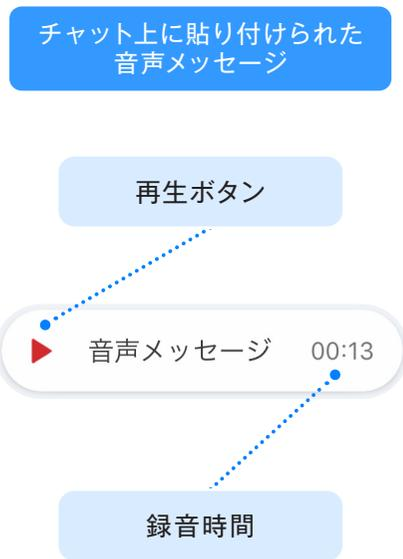 チャット上に貼り付けられた
音声メッセージ
再生ボタン
音声メッセージ 00:13
録音時間